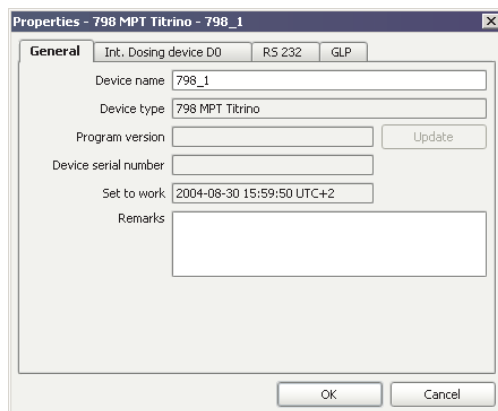 Properties - 798 MPT Titrino - 798_1
General Int. Dosing device D0 RS 232 GLP
Device name 798_1
Device type 798 MPT Titrino
Program version Update
Device serial number
Set to work 2004-08-30 15:59:50 UTC+2
Remarks
OK Cancel